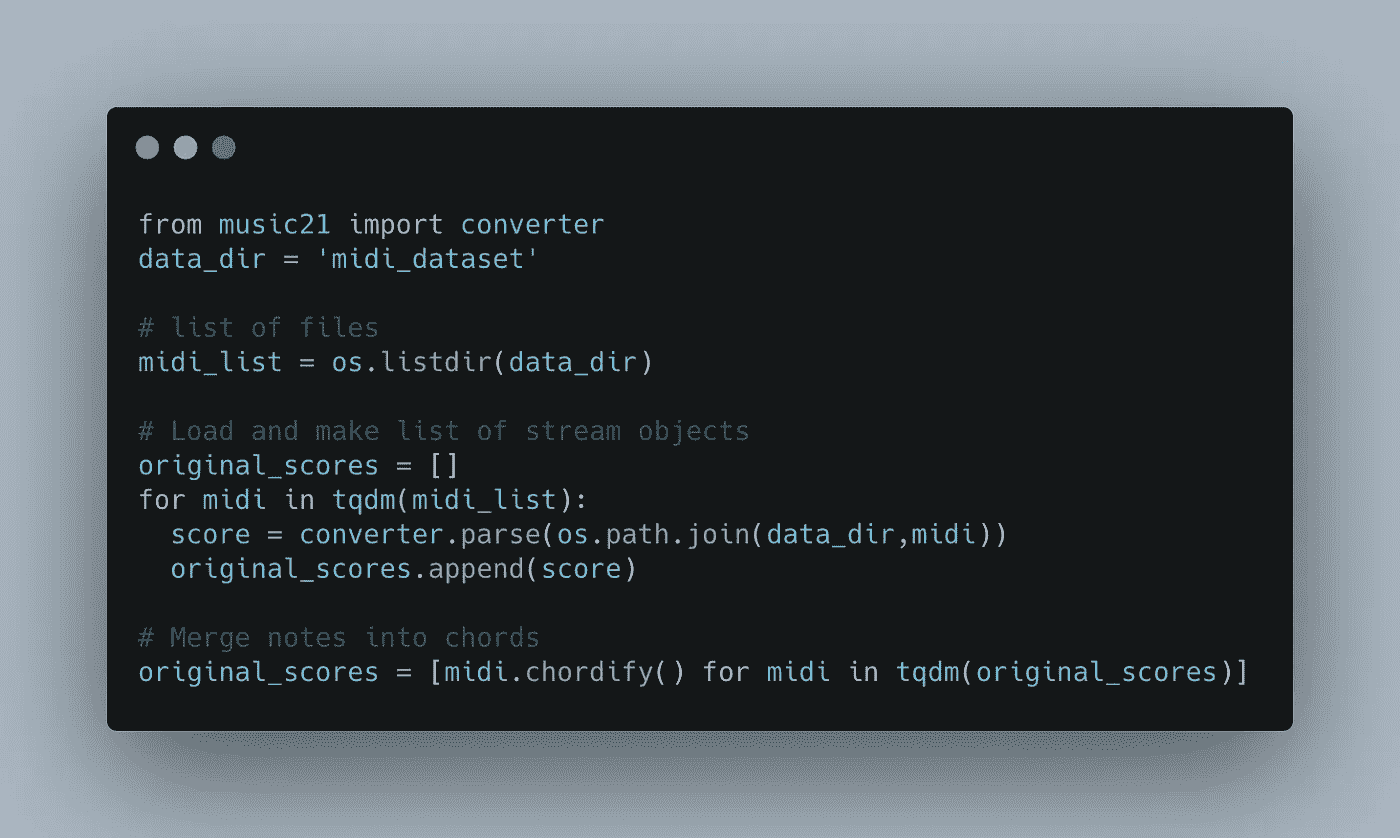 from music21 import converter
data_dir = 'midi_dataset'

# list of files
midi_list = os.listdir(data_dir)

# Load and make list of stream objects
original_scores = []
for midi in tqdm(midi_list):
  score = converter.parse(os.path.join(data_dir,midi))
  original_scores.append(score)

# Merge notes into chords
original_scores = [midi.chordify() for midi in tqdm(original_scores)]